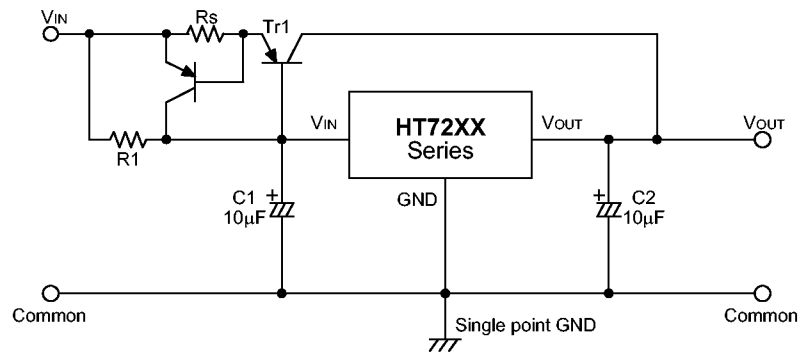 VIN
Rs
Tr1
R1
VIN
HT72XX
Series
VOUT
VOUT
GND
C1
10µF
C2
10µF
Common
Common
Single point GND